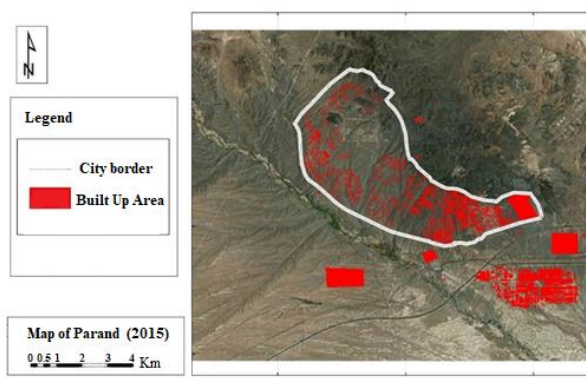 N
Legend
City border
Built Up Area
Map of Parand (2015)
0 0.5 1 2 3 4 Km